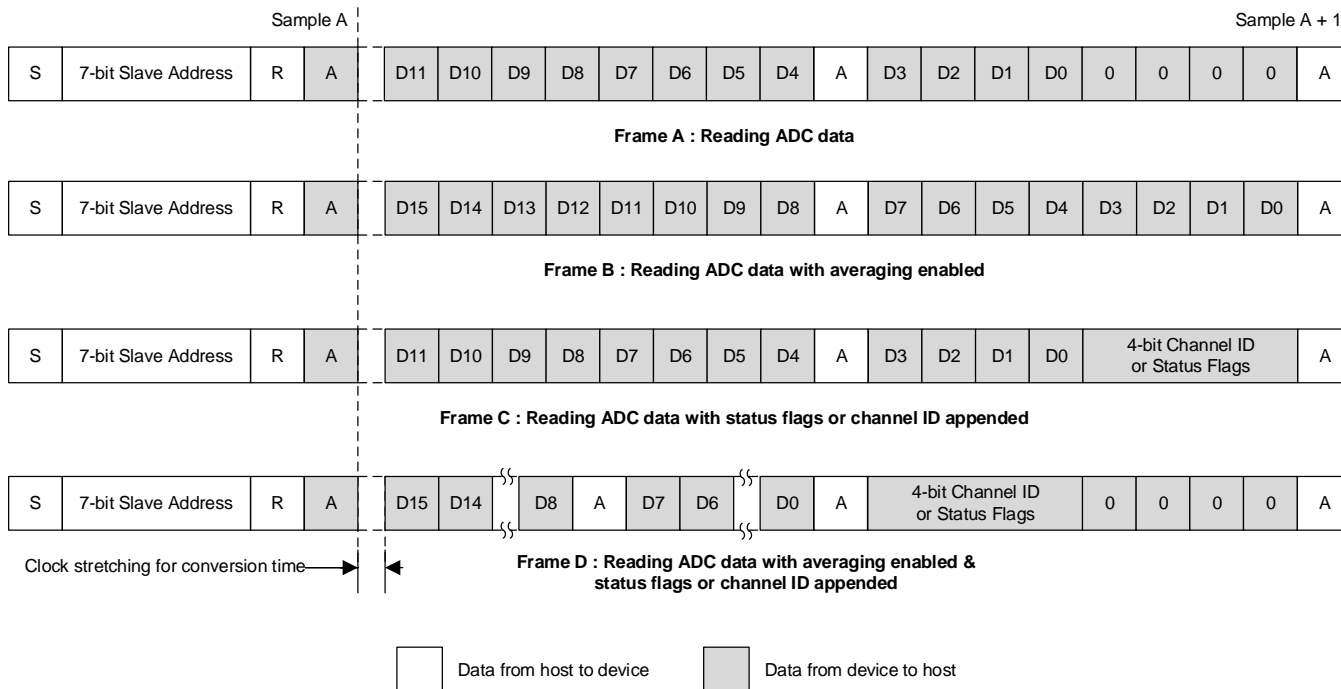 Sample A Sample A + 1
S 7-bit Slave Address R A D11 D10 D9 D8 D7 D6 D5 D4 A D3 D2 D1 D0 0 0 0 0 A
Frame A : Reading ADC data
S 7-bit Slave Address R A D15 D14 D13 D12 D11 D10 D9 D8 A D7 D6 D5 D4 D3 D2 D1 D0 A
Frame B : Reading ADC data with averaging enabled
S 7-bit Slave Address R A D11 D10 D9 D8 D7 D6 D5 D4 A D3 D2 D1 D0 4-bit Channel ID
or Status Flags A
Frame C : Reading ADC data with status flags or channel ID appended
S 7-bit Slave Address R A D15 D14 D8 A D7 D6 D0 A 4-bit Channel ID
or Status Flags 0 0 0 0 A
Clock stretching for conversion time
Frame D : Reading ADC data with averaging enabled &
status flags or channel ID appended
Data from host to device
Data from device to host